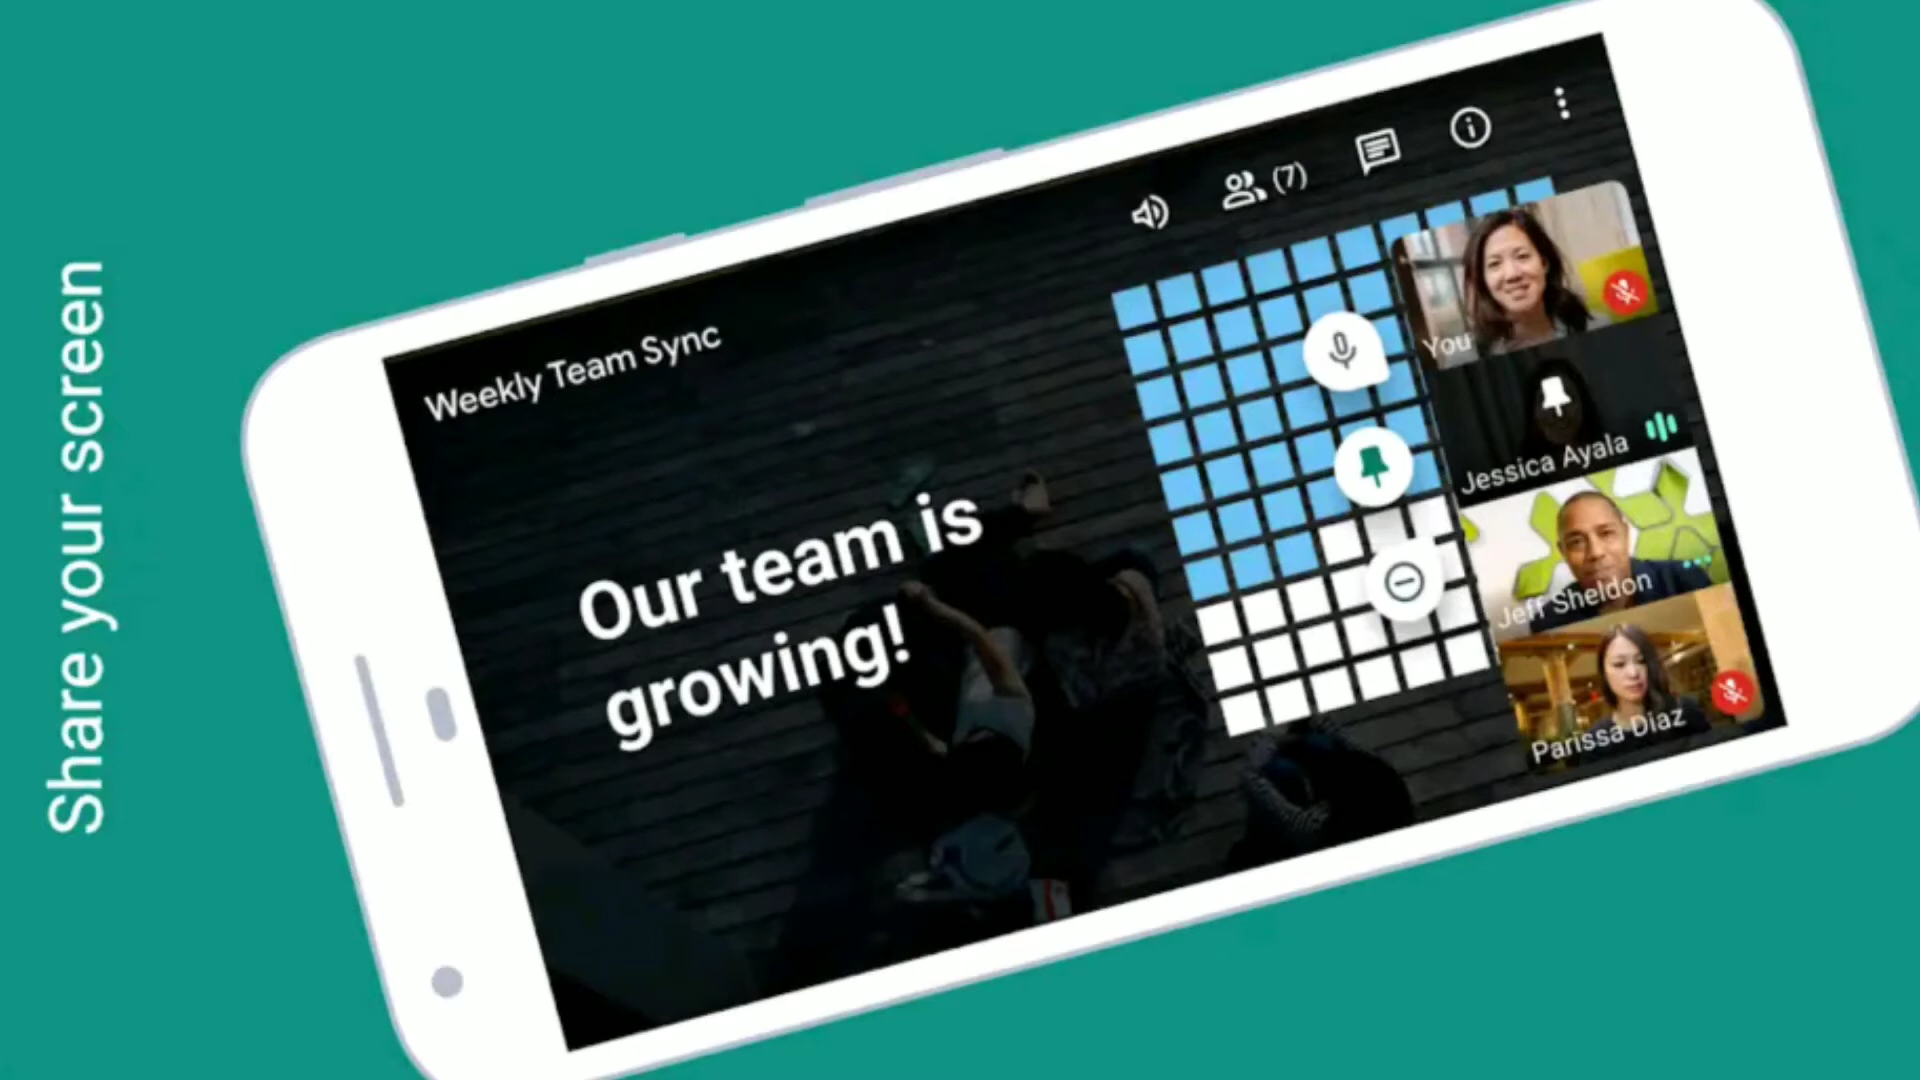 Share your screen
Weekly Team Sync
(7)
Our team is
growing!
You
Jessica Ayala
Jeff Sheldon
Parissa Diaz